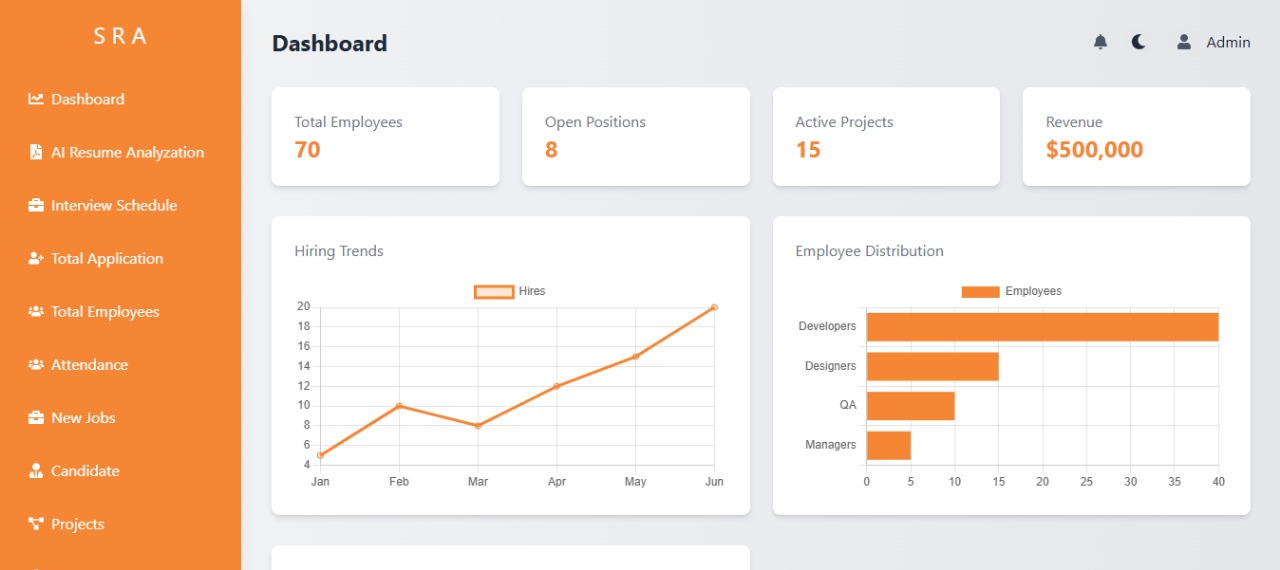 SRA
Dashboard
AI Resume Analyzation
Interview Schedule
Total Application
Total Employees
Attendance
New Jobs
Candidate
Projects
Dashboard
Admin
Total Employees
70
Open Positions
8
Active Projects
15
Revenue
$500,000
Hiring Trends
Hires
20
18
16
14
12
10
8
6
4
Jan Feb Mar Apr May Jun
Employee Distribution
Employees
Developers
Designers
QA
Managers
0 5 10 15 20 25 30 35 40